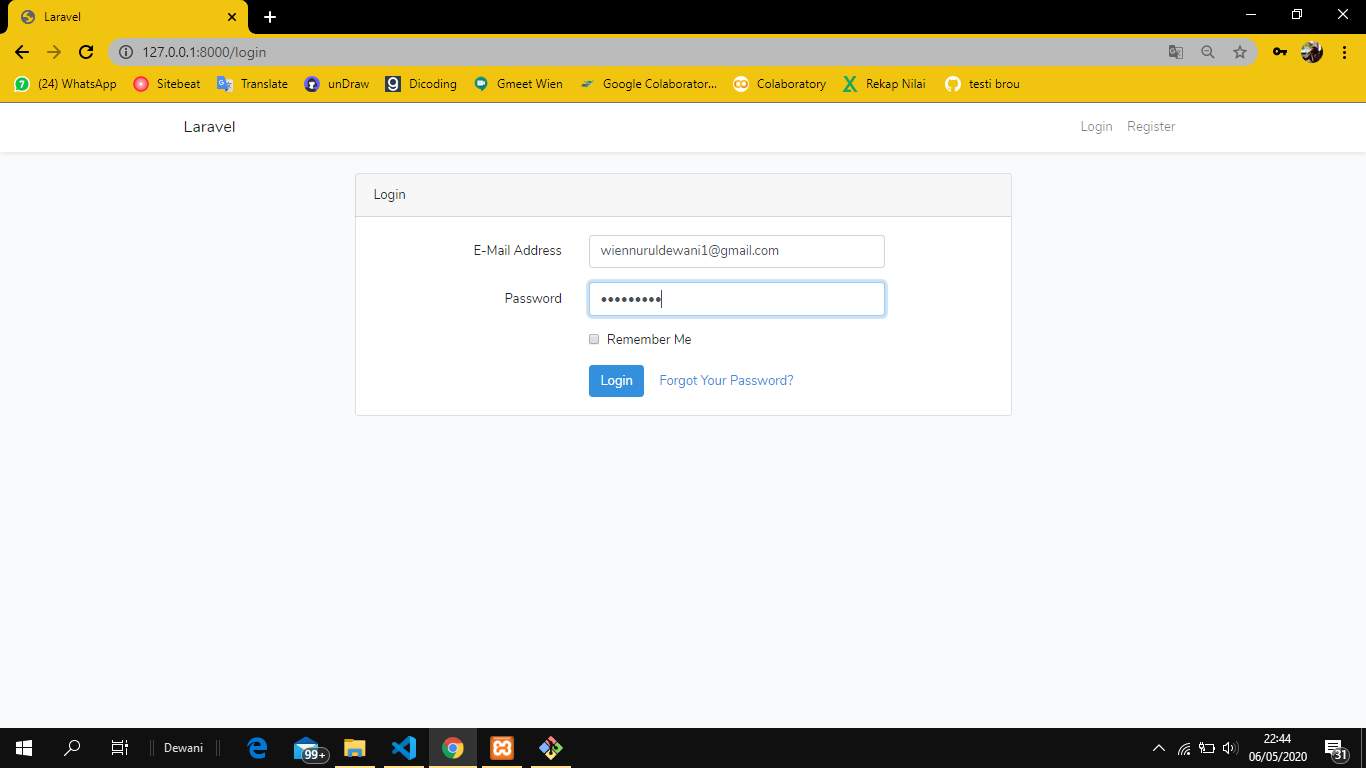 Laravel
127.0.0.1:8000/login
(24) WhatsApp Sitebeat Translate unDraw Dicoding Gmeet Wien Google Colaborator... Colaboratory Rekap Nilai testi brou
Laravel Login Register
Login
E-Mail Address wiennuruldewani1@gmail.com
Password •••••••••
Remember Me
Login Forgot Your Password?
Dewani 99+ 22:44
06/05/2020 31